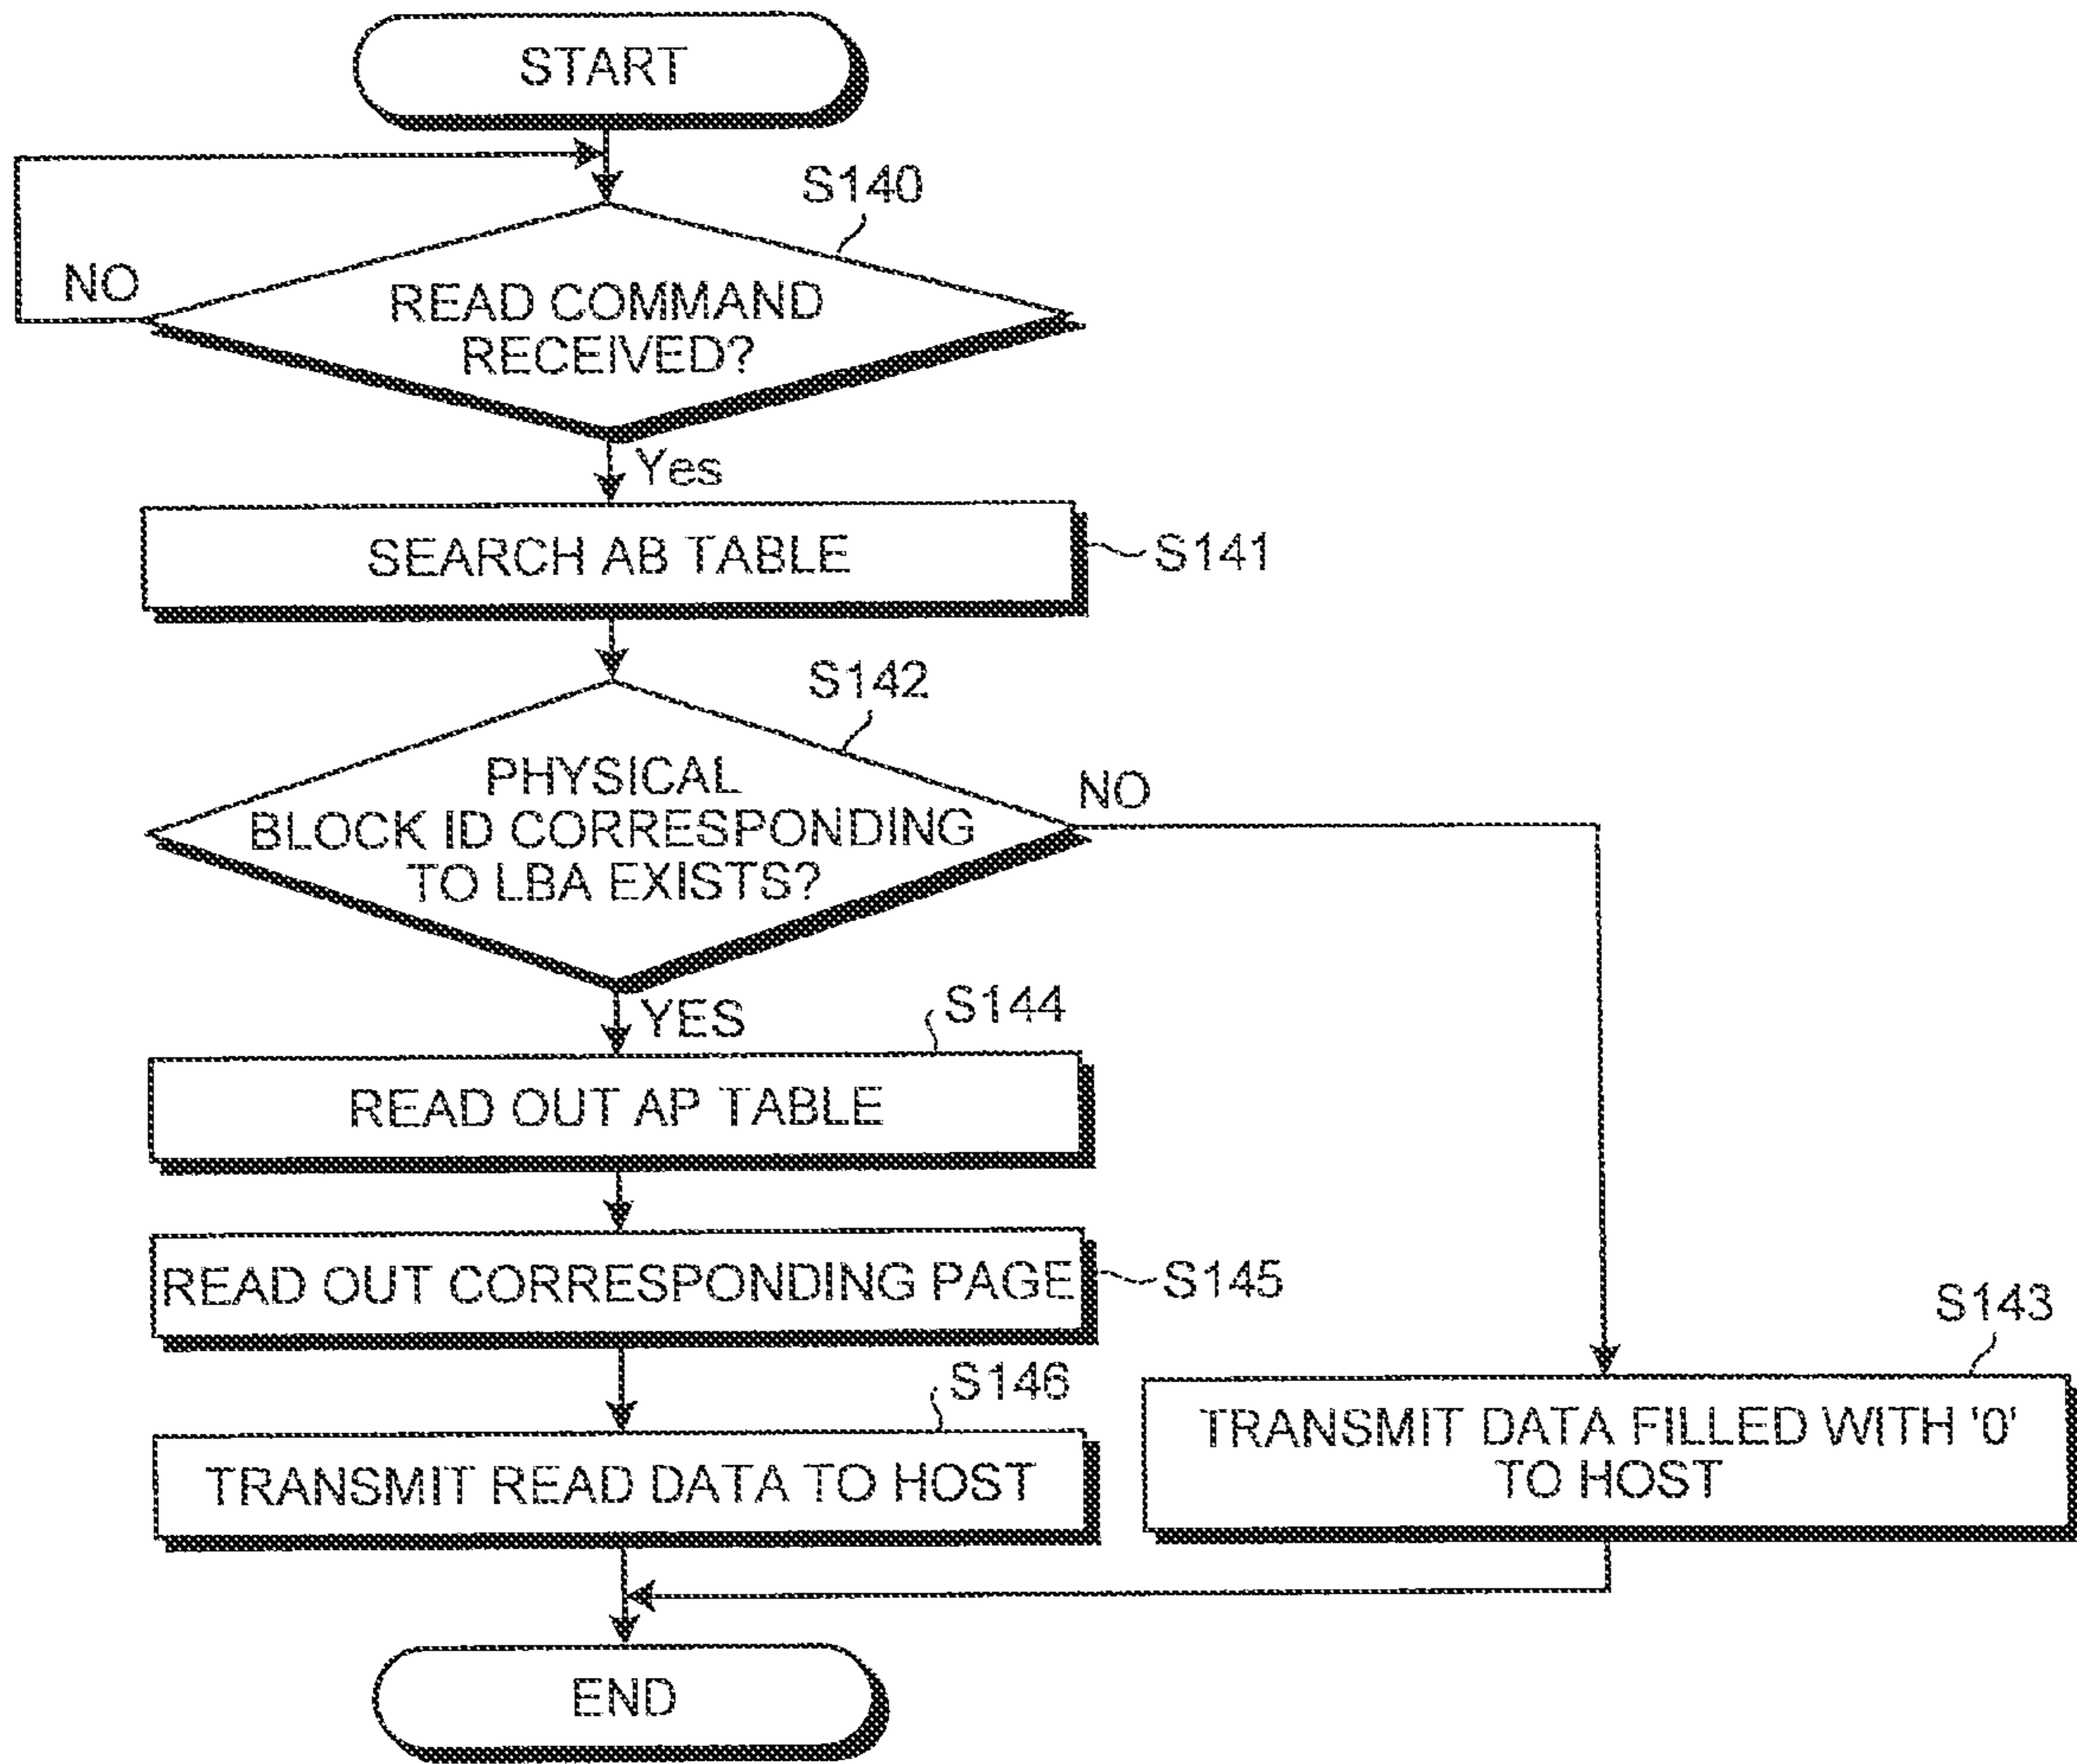 START
S140
NO
READ COMMAND
RECEIVED?
Yes
SEARCH AB TABLE
S141
S142
PHYSICAL
BLOCK ID CORRESPONDING
TO LBA EXISTS?
NO
YES
S144
READ OUT AP TABLE
READ OUT CORRESPONDING PAGE
S145
S143
S146
TRANSMIT DATA FILLED WITH '0'
TO HOST
TRANSMIT READ DATA TO HOST
END